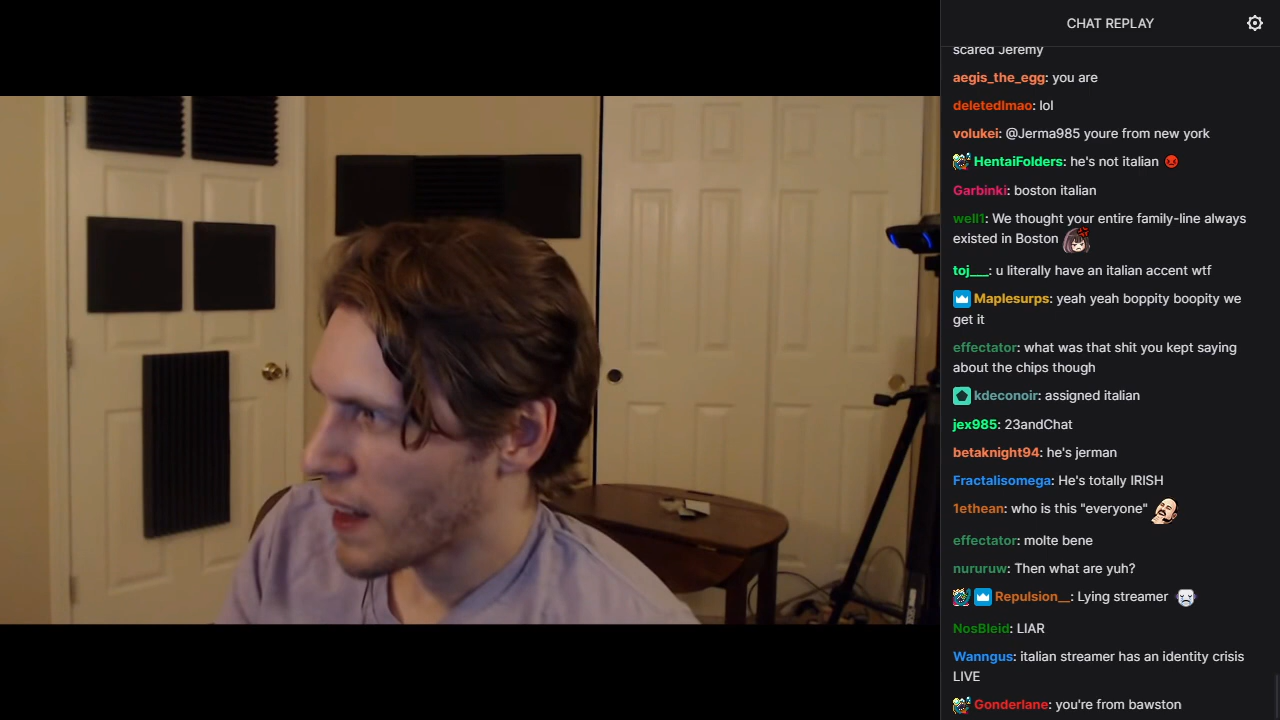 CHAT REPLAY
scared Jeremy
aegis_the_egg: you are
deletedlmao: lol
volukei: @Jerma985 youre from new york
HentaiFolders: he's not italian
Garbinki: boston italian
well1: We thought your entire family-line always
existed in Boston
toj___: u literally have an italian accent wtf
Maplesurps: yeah yeah boppity boopity we
get it
effectator: what was that shit you kept saying
about the chips though
kdeconoir: assigned italian
jex985: 23andChat
betaknight94: he's jerman
Fractalisomega: He's totally IRISH
1ethean: who is this "everyone"
effectator: molte bene
nururuw: Then what are yuh?
Repulsion__: Lying streamer
NosBleid: LIAR
Wanngus: italian streamer has an identity crisis
LIVE
Gonderlane: you're from bawston